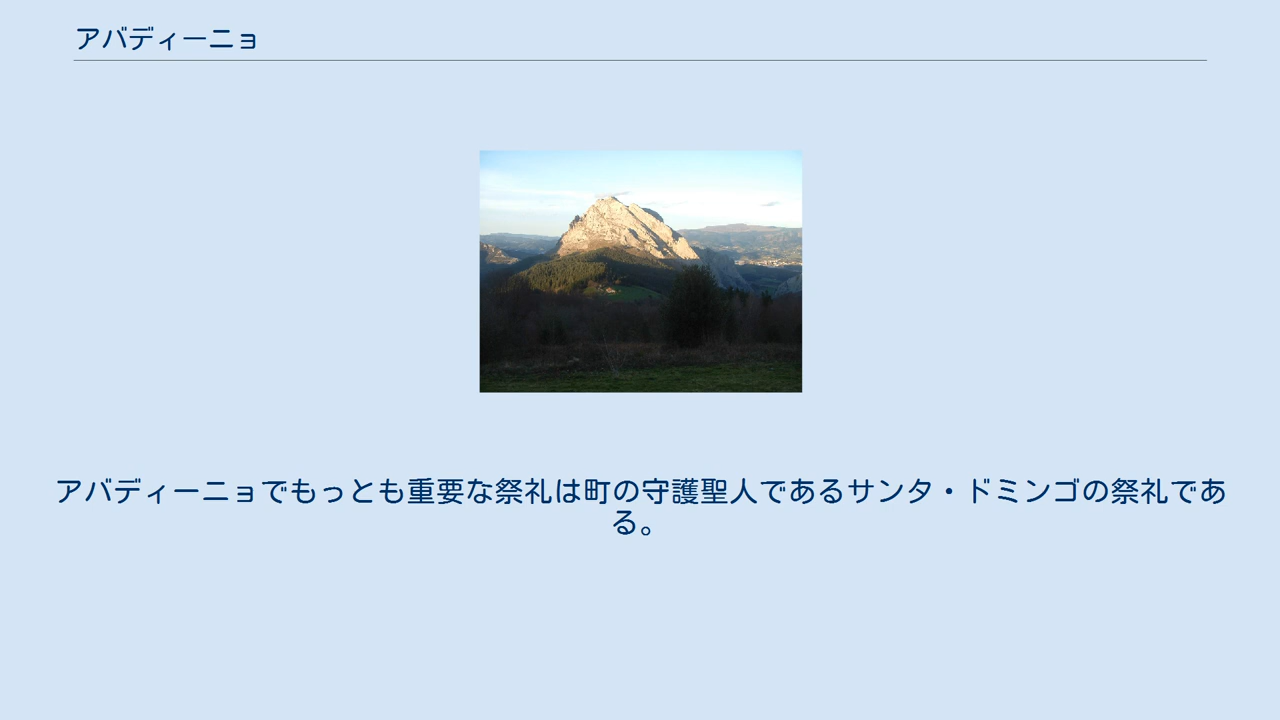 アバディーニョ
アバディーニョでもっとも重要な祭礼は町の守護聖人であるサンタ・ドミンゴの祭礼であ
る。